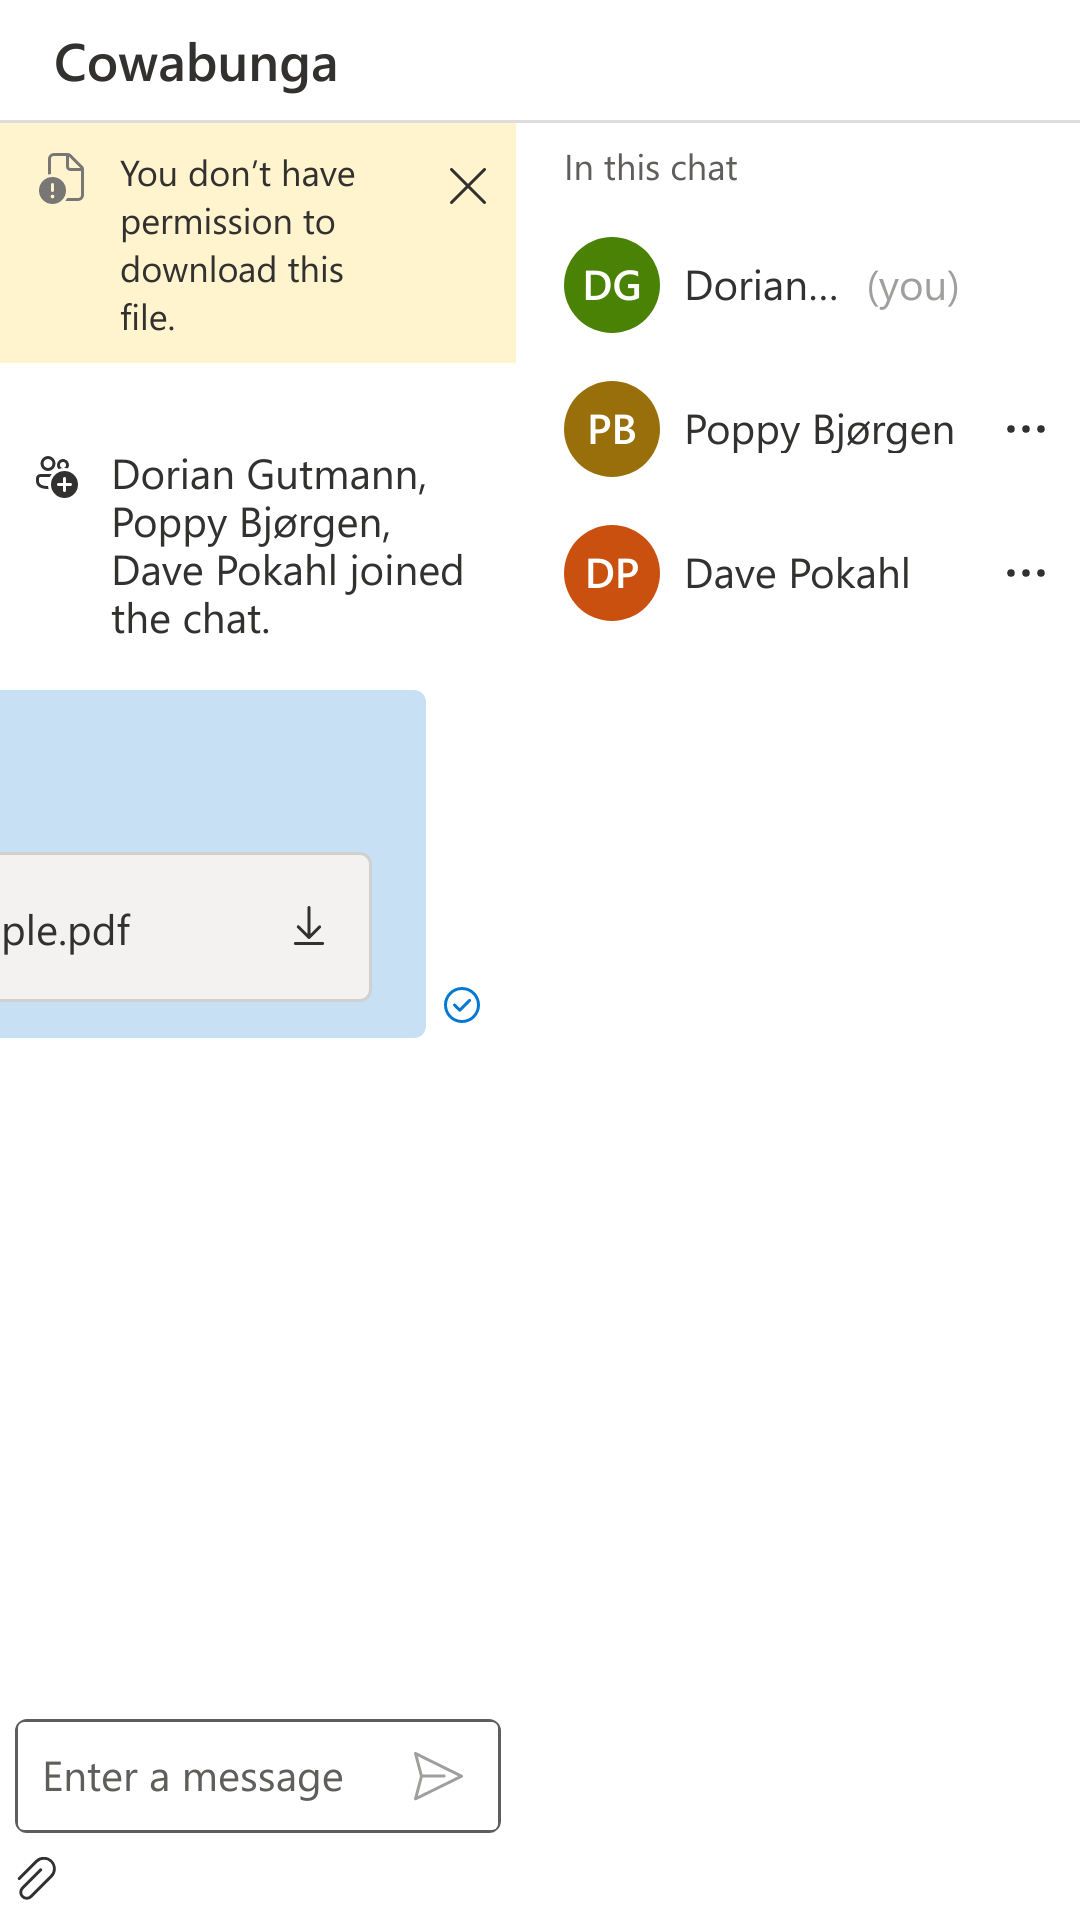 Cowabunga
You don’t have
permission to
download this
file.
In this chat
DG Dorian... (you)
PB Poppy Bjørgen
DP Dave Pokahl
Dorian Gutmann,
Poppy Bjørgen,
Dave Pokahl joined
the chat.
ple.pdf
Enter a message